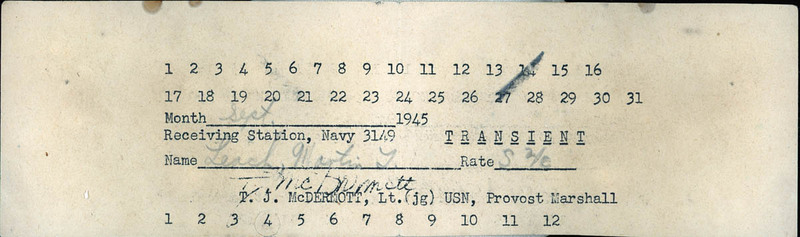 1 2 3 4 5 6 7 8 9 10 11 12 13 14 15 16
17 18 19 20 21 22 23 24 25 26 27 28 29 30 31
Month Sept. 1945
Receiving Station, Navy 3149 TRANSIENT
Name Leach, Rate S 2/c
T. J. McDermott
T. J. McDERMOTT, Lt.(jg) USN, Provost Marshall
1 2 3 4 5 6 7 8 9 10 11 12